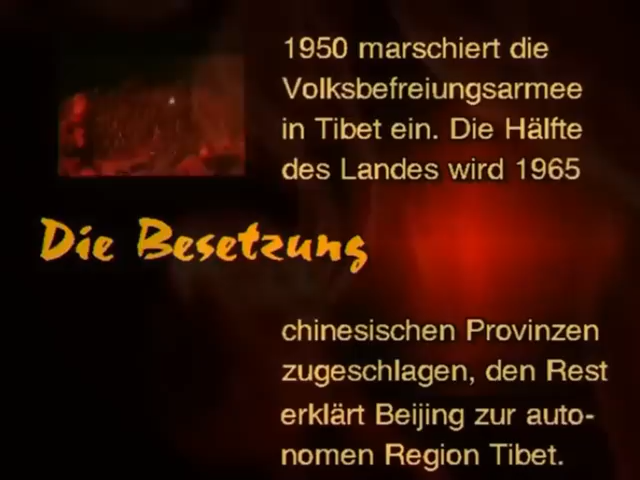 1950 marschiert die
Volksbefreiungsarmee
in Tibet ein. Die Hälfte
des Landes wird 1965
Die Besetzung
chinesischen Provinzen
zugeschlagen, den Rest
erklärt Beijing zur auto-
nomen Region Tibet.